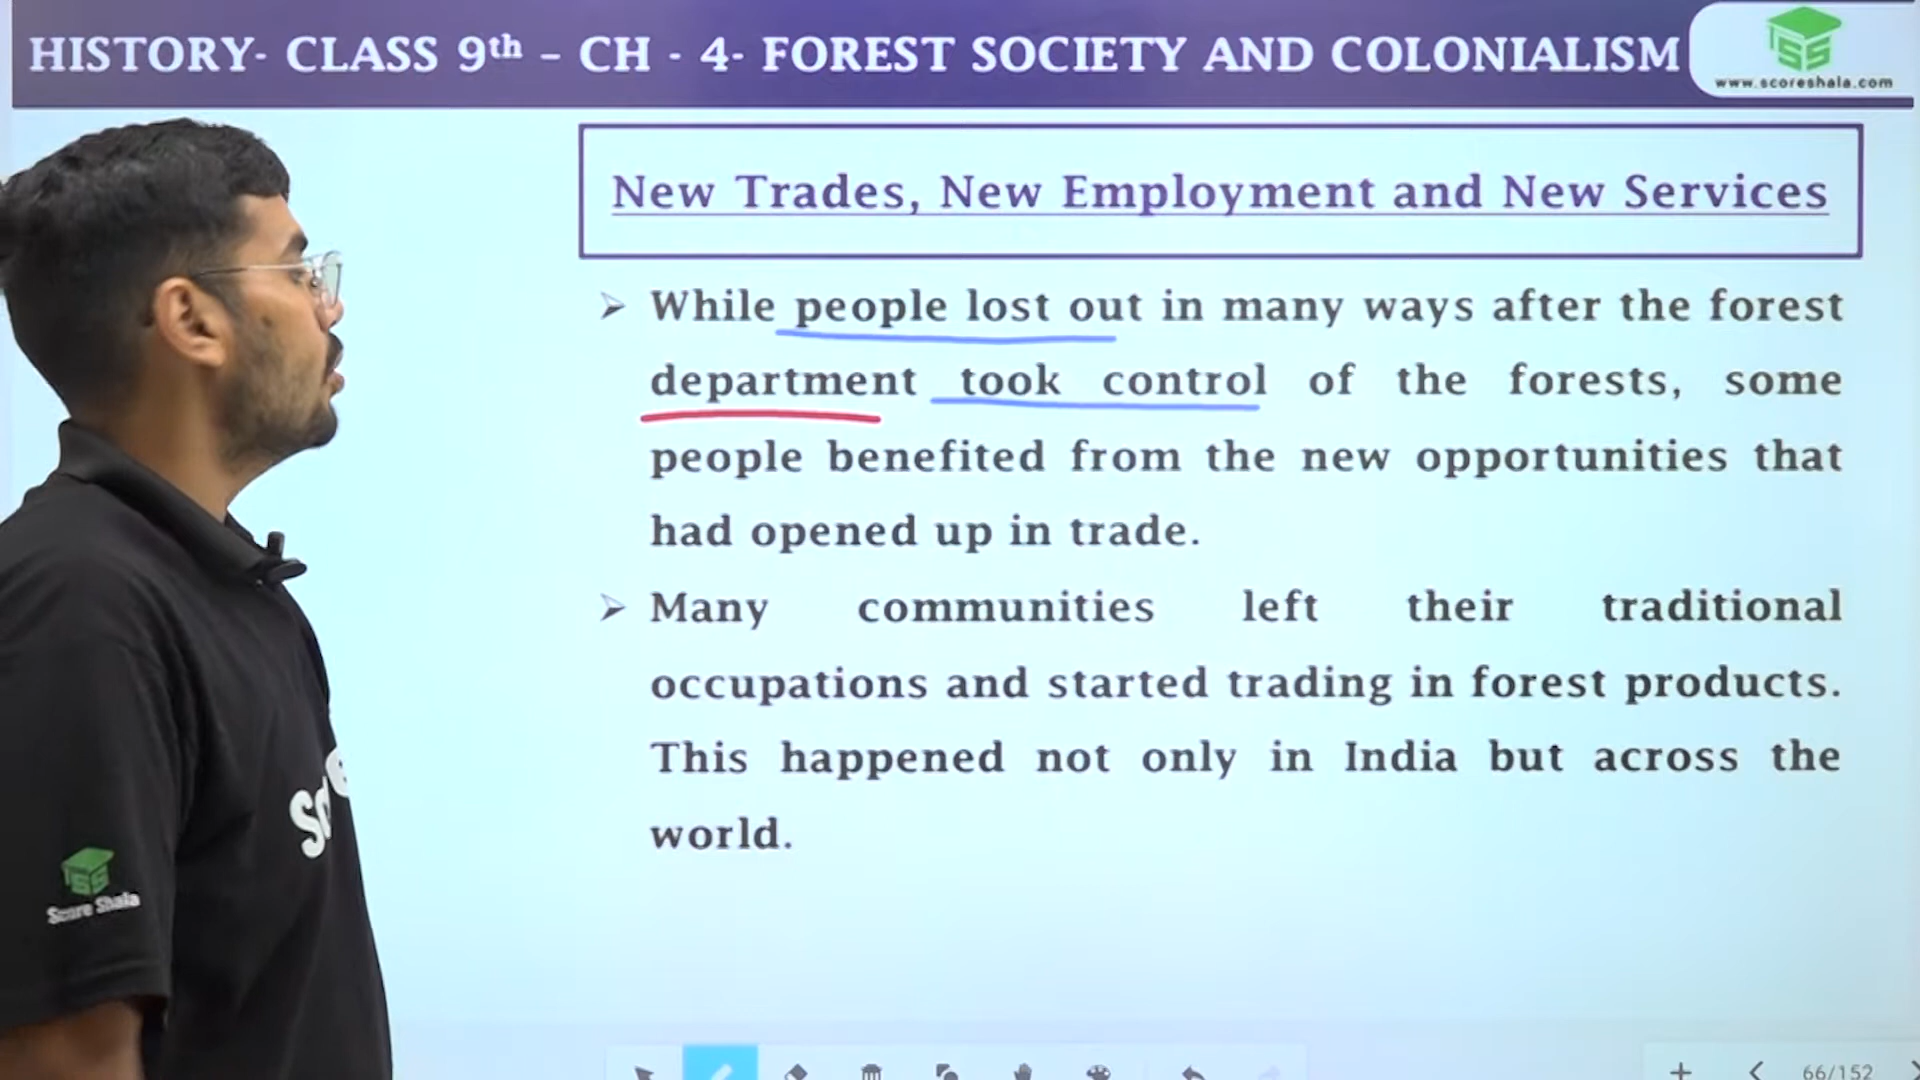 HISTORY- CLASS 9th – CH - 4- FOREST SOCIETY AND COLONIALISM
SS
www.scoreshala.com
New Trades, New Employment and New Services
➢ While people lost out in many ways after the forest
department took control of the forests, some
people benefited from the new opportunities that
had opened up in trade.
➢ Many communities left their traditional
occupations and started trading in forest products.
This happened not only in India but across the
world.
SS
Score Shala
66/152